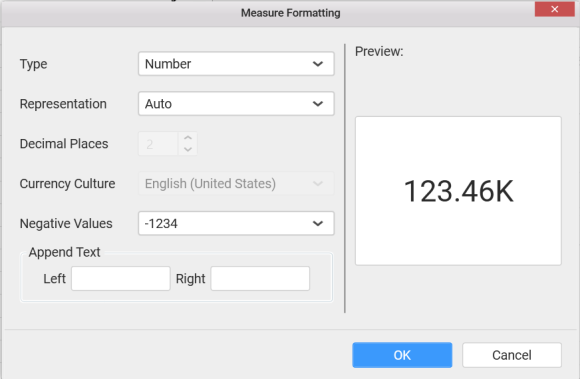 Measure Formatting
Preview:
Type Number
Representation Auto
Decimal Places 2
Currency Culture English (United States)
Negative Values -1234
Append Text
Left Right
123.46K
OK Cancel